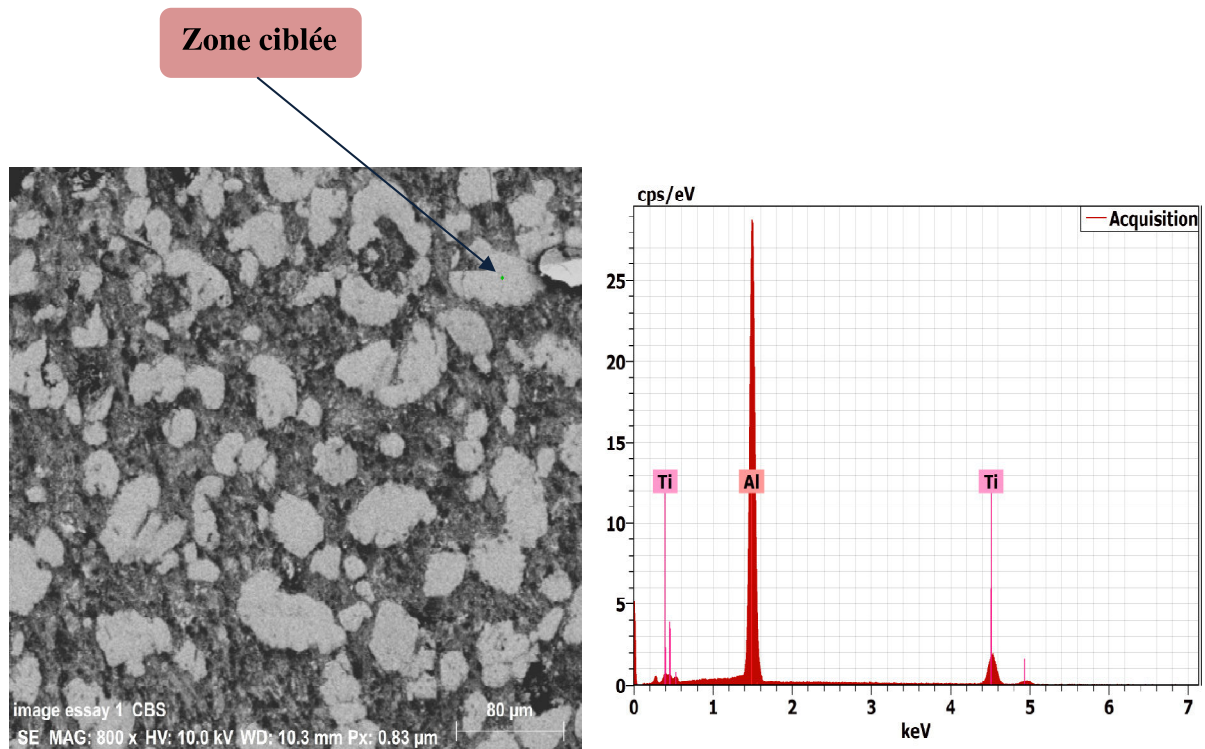 Zone ciblée
image essay 1 CBS
80 µm
SE MAG: 800 x HV: 10.0 kV WD: 10.3 mm Px: 0.83 µm
cps/eV
Acquisition
25
20
15
10
5
0
Ti
Al
Ti
0 1 2 3 4 5 6 7
keV